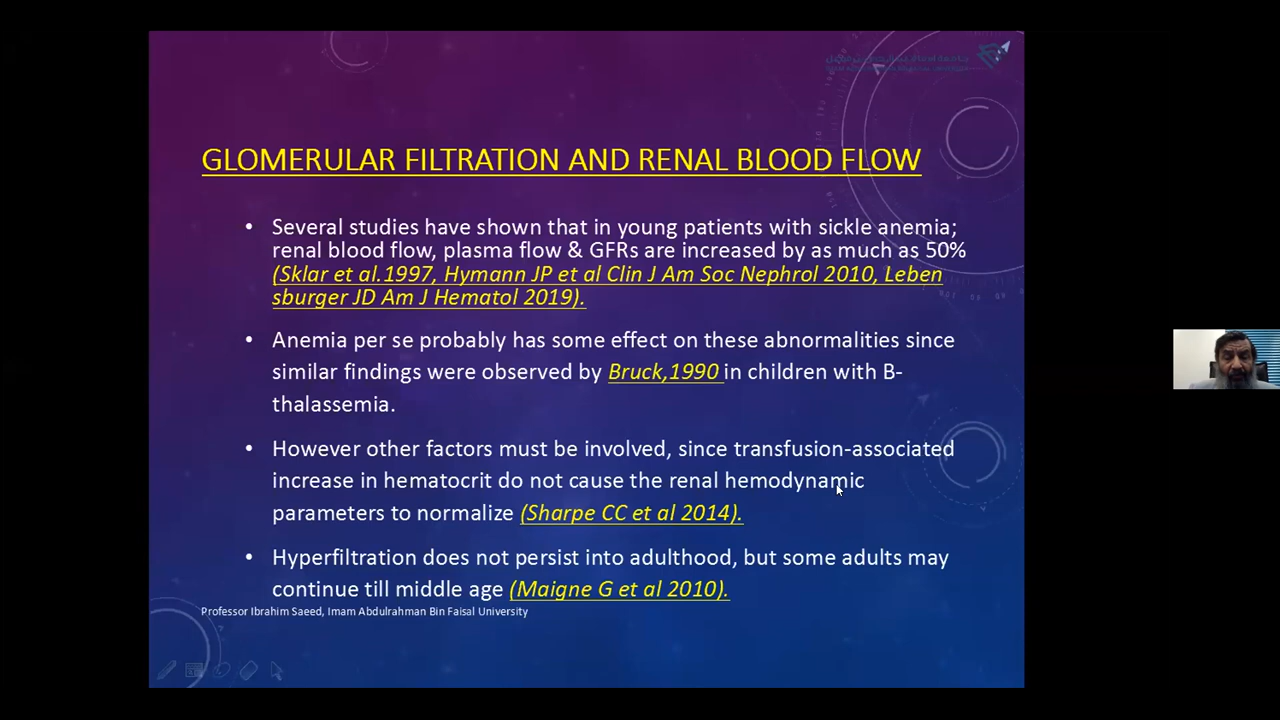 GLOMERULAR FILTRATION AND RENAL BLOOD FLOW
• Several studies have shown that in young patients with sickle anemia;
renal blood flow, plasma flow & GFRs are increased by as much as 50%
(Sklar et al.1997, Hymann JP et al Clin J Am Soc Nephrol 2010, Leben
sburger JD Am J Hematol 2019).
• Anemia per se probably has some effect on these abnormalities since
similar findings were observed by Bruck,1990 in children with B-
thalassemia.
• However other factors must be involved, since transfusion-associated
increase in hematocrit do not cause the renal hemodynamic
parameters to normalize (Sharpe CC et al 2014).
• Hyperfiltration does not persist into adulthood, but some adults may
continue till middle age (Maigne G et al 2010).
Professor Ibrahim Saeed, Imam Abdulrahman Bin Faisal University